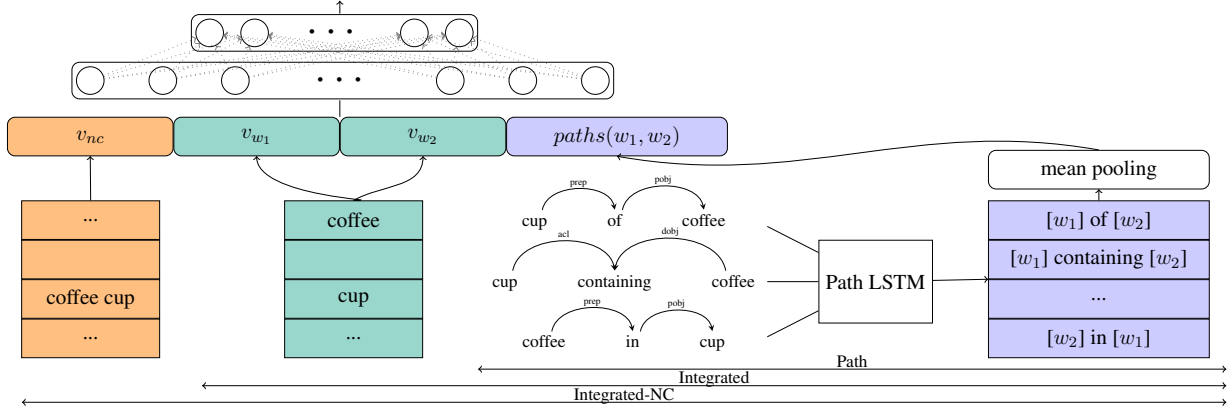 • • •
• • •
v_nc v_w1 v_w2 paths(w1, w2)
mean pooling
...
coffee cup
...
coffee
cup
...
prep pobj
cup of coffee
acl dobj
cup containing coffee
prep pobj
coffee in cup
Path LSTM
[w1] of [w2]
[w1] containing [w2]
...
[w2] in [w1]
Path
Integrated
Integrated-NC